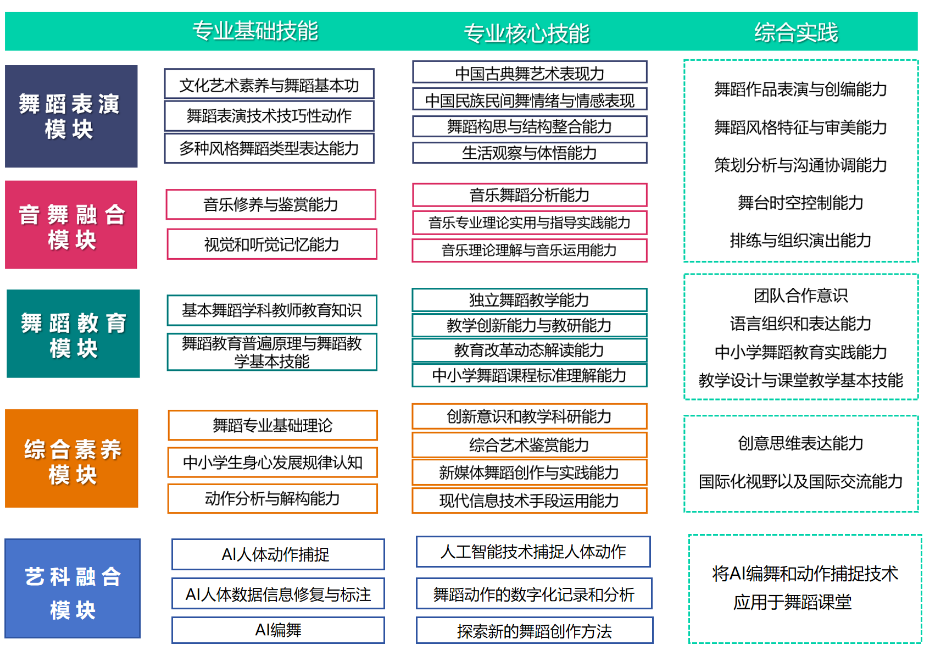 专业基础技能
专业核心技能
综合实践
舞蹈表演
模块
文化艺术素养与舞蹈基本功
舞蹈表演技术技巧性动作
多种风格舞蹈类型表达能力
中国古典舞艺术表现力
中国民族民间舞情绪与情感表现
舞蹈构思与结构整合能力
生活观察与体悟能力
舞蹈作品表演与创编能力
舞蹈风格特征与审美能力
策划分析与沟通协调能力
舞台时空控制能力
排练与组织演出能力
音舞融合
模块
音乐修养与鉴赏能力
视觉和听觉记忆能力
音乐舞蹈分析能力
音乐专业理论实用与指导实践能力
音乐理论理解与音乐运用能力
舞蹈教育
模块
基本舞蹈学科教师教育知识
舞蹈教育普遍原理与舞蹈教
学基本技能
独立舞蹈教学能力
教学创新能力与教研能力
教育改革动态解读能力
中小学舞蹈课程标准理解能力
团队合作意识
语言组织和表达能力
中小学舞蹈教育实践能力
教学设计与课堂教学基本技能
综合素养
模块
舞蹈专业基础理论
中小学生身心发展规律认知
动作分析与解构能力
创新意识和教学科研能力
综合艺术鉴赏能力
新媒体舞蹈创作与实践能力
现代信息技术手段运用能力
创意思维表达能力
国际化视野以及国际交流能力
艺科融合
模块
AI人体动作捕捉
AI人体数据信息修复与标注
AI编舞
人工智能技术捕捉人体动作
舞蹈动作的数字化记录和分析
探索新的舞蹈创作方法
将AI编舞和动作捕捉技术
应用于舞蹈课堂